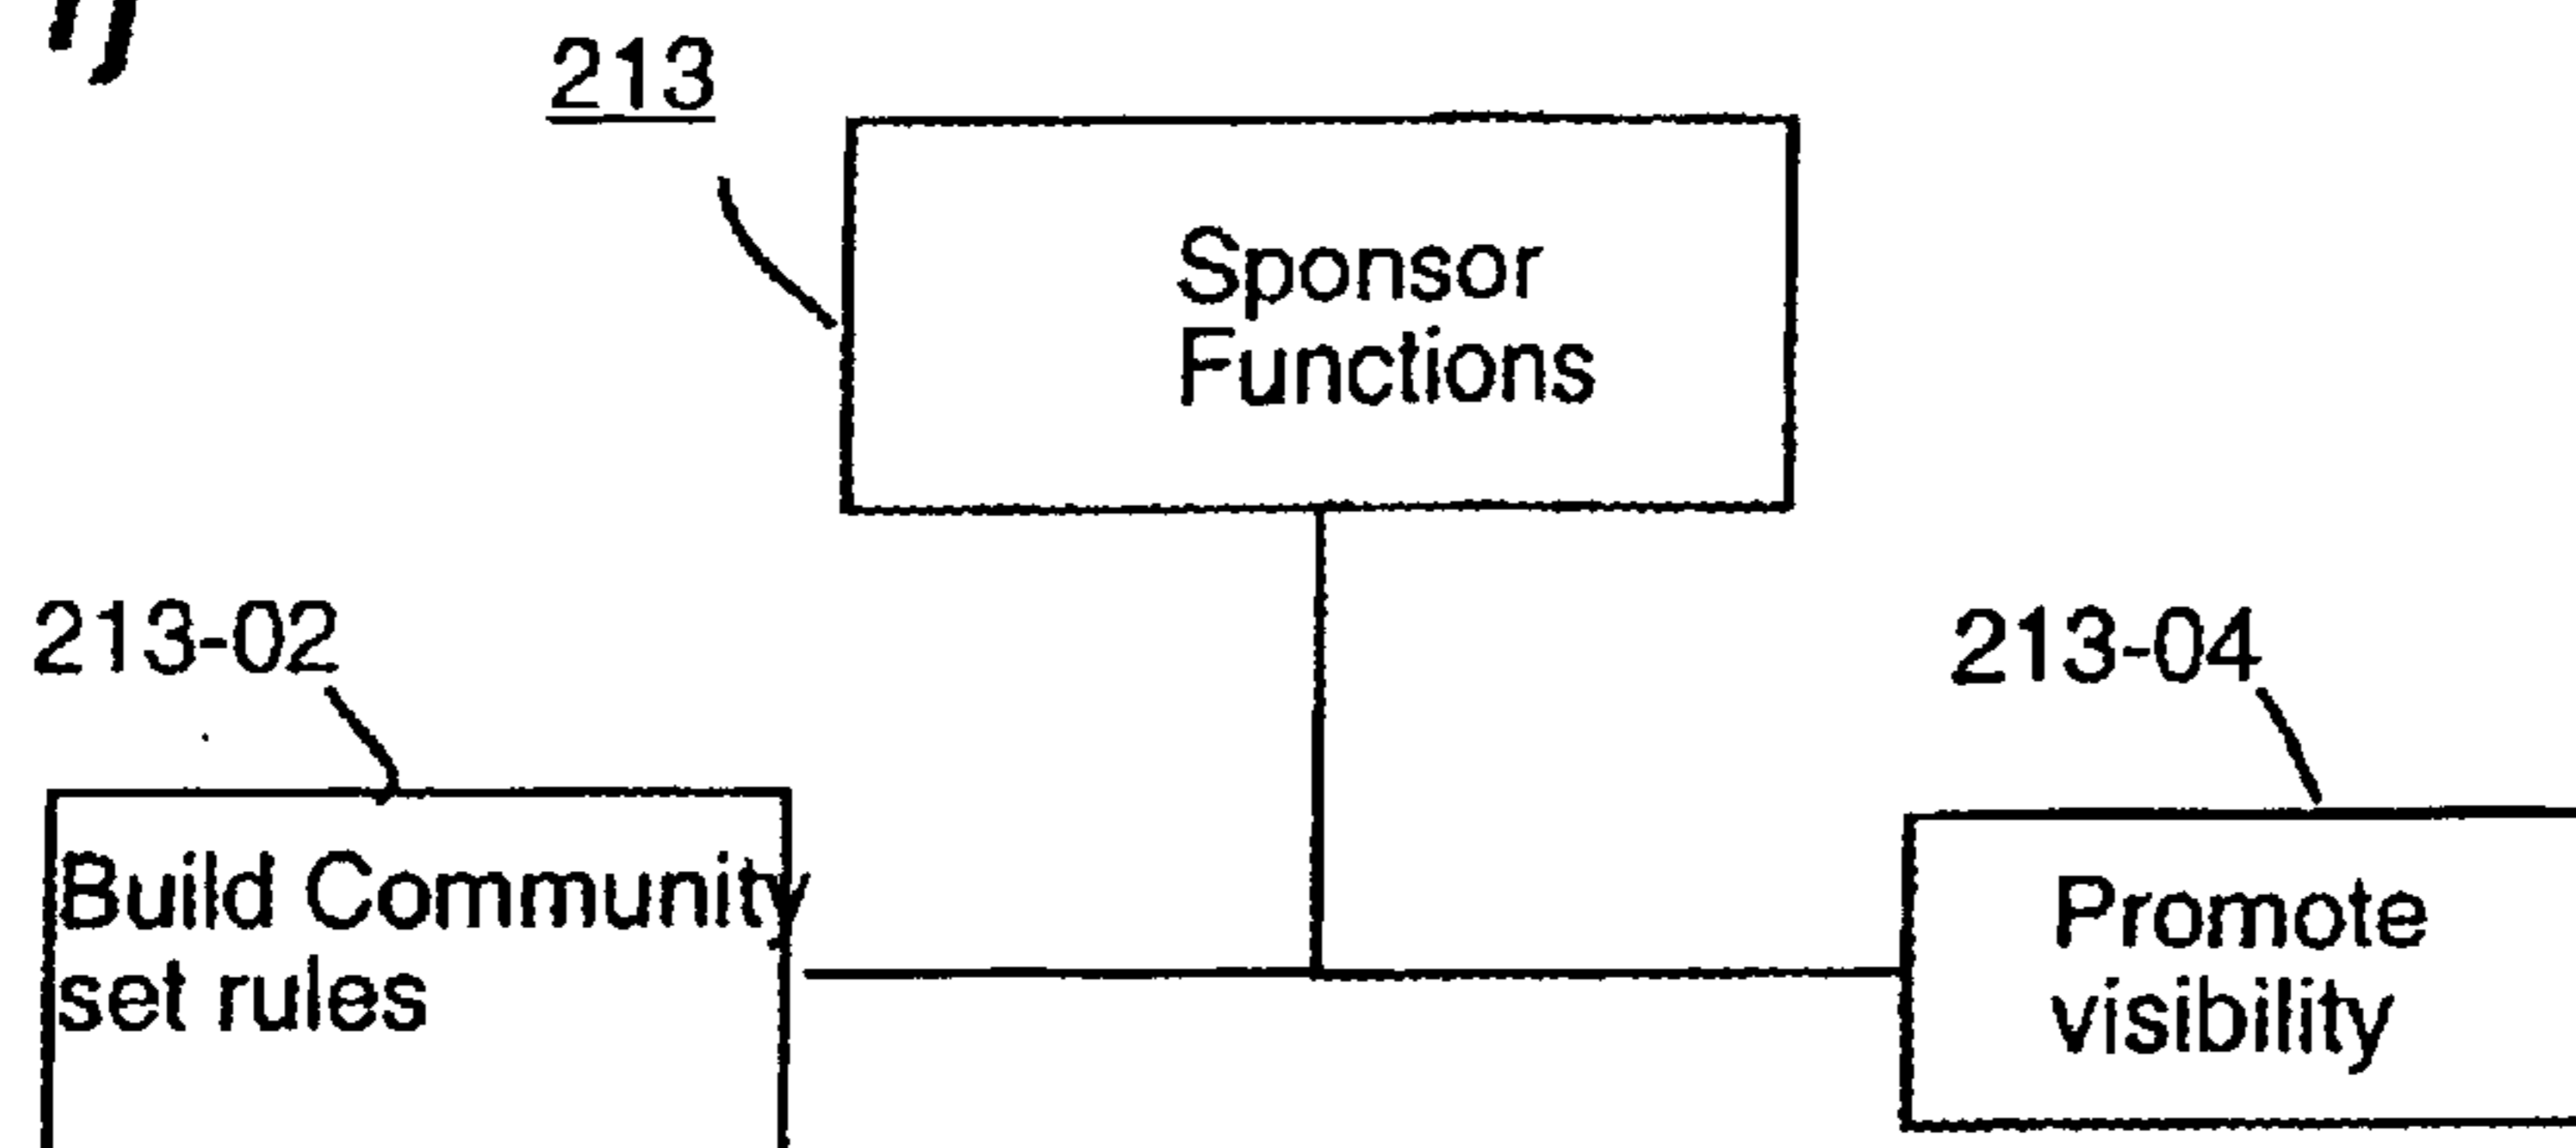 213
Sponsor
Functions
213-02
213-04
Build Community
set rules
Promote
visibility